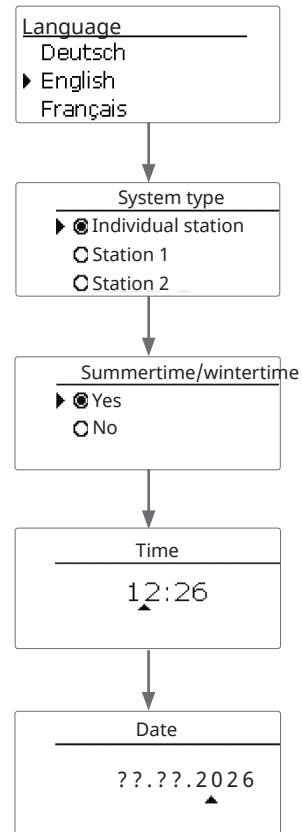 Language
Deutsch
English
Français
System type
Individual station
Station 1
Station 2
Summertime/wintertime
Yes
No
Time
12:26
Date
??.??.2026